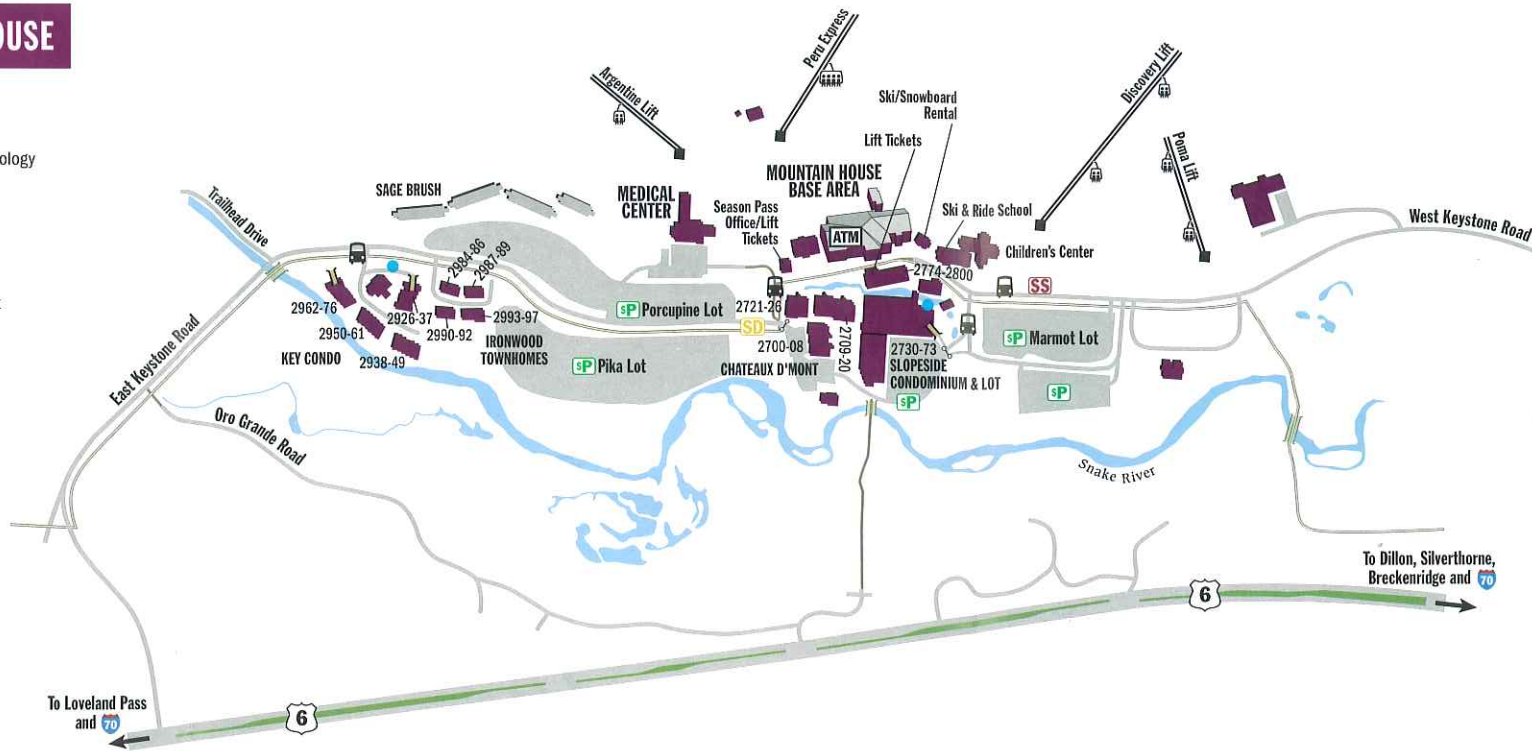 OUSE
ology
Argentine Lift
Peru Express
Discovery Lift
Poma Lift
Ski/Snowboard
Rental
Lift Tickets
MOUNTAIN HOUSE
BASE AREA
ATM
SAGE BRUSH
MEDICAL
CENTER
Season Pass
Office/Lift
Tickets
Ski & Ride School
Children's Center
West Keystone Road
Trailhead Drive
2984-86
2987-89
2774-2800
SS
2962-76
2926-37
2990-92
2993-97
$P Porcupine Lot
2721-26
SD
2950-61
KEY CONDO
2938-49
IRONWOOD
TOWNHOMES
$P Pika Lot
2700-08
2709-20
CHATEAUX D'MONT
2730-73
SLOPESIDE
CONDOMINIUM & LOT
$P
$P Marmot Lot
$P
East Keystone Road
Oro Grande Road
Snake River
To Dillon, Silverthorne,
Breckenridge and 70
6
To Loveland Pass
and 70
6